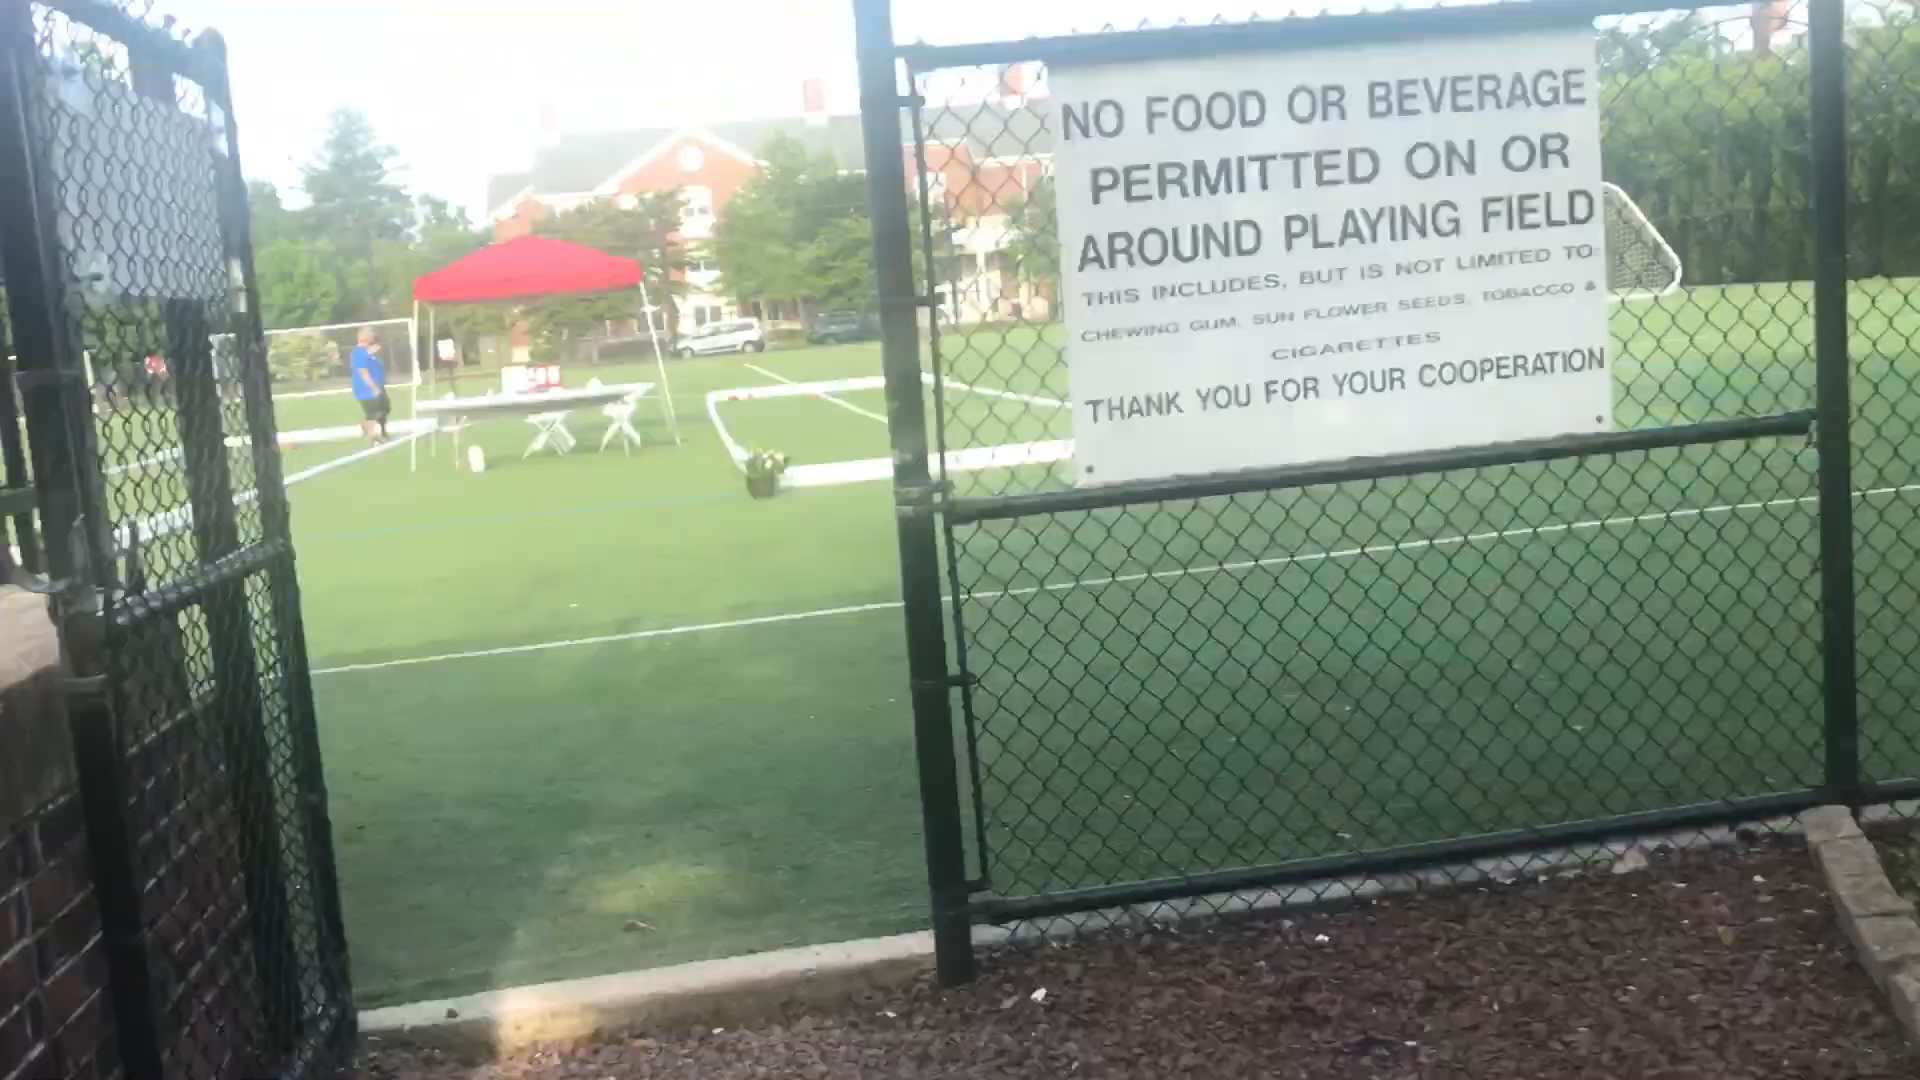 NO FOOD OR BEVERAGE
PERMITTED ON OR
AROUND PLAYING FIELD
THIS INCLUDES, BUT IS NOT LIMITED TO:
CHEWING GUM, SUN FLOWER SEEDS, TOBACCO &
CIGARETTES
THANK YOU FOR YOUR COOPERATION